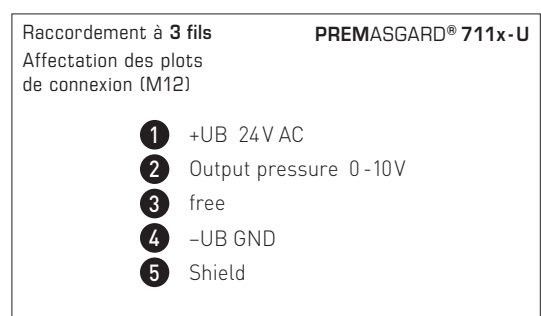 Raccordement à 3 fils PREMASGARD® 711x-U
Affectation des plots
de connexion (M12)
1 +UB 24V AC
2 Output pressure 0-10V
3 free
4 –UB GND
5 Shield